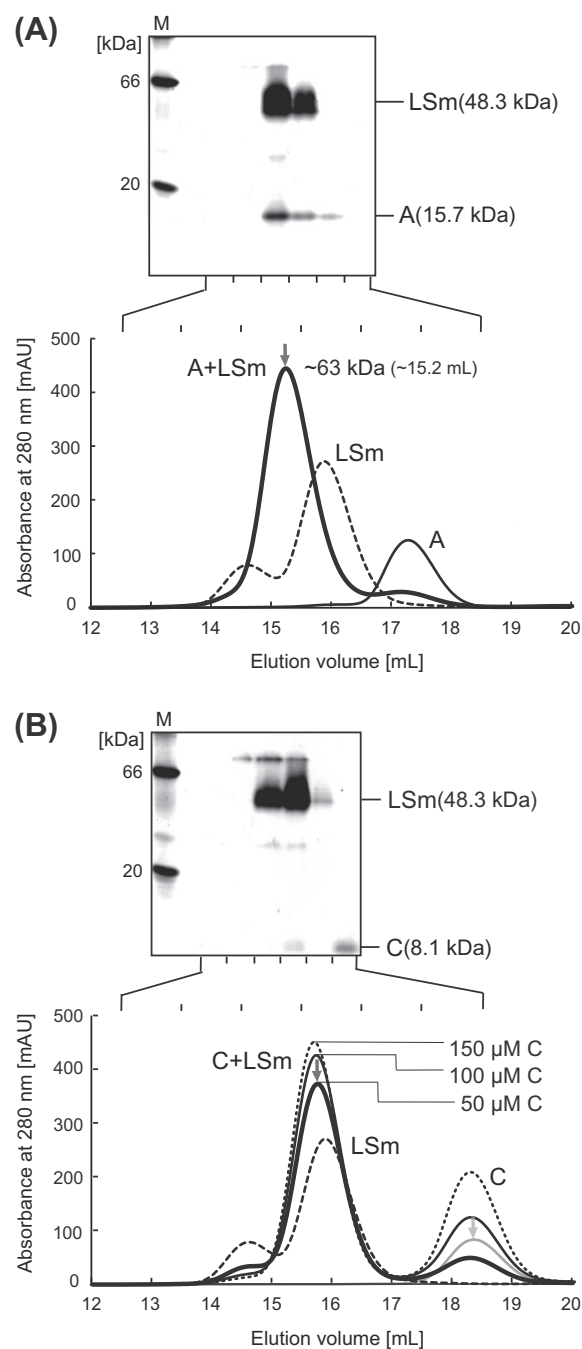 (A)
M
[kDa]
66
LSm(48.3 kDa)
20
A(15.7 kDa)
500
A+LSm ~63 kDa (~15.2 mL)
400
300
LSm
200
A
100
0
12 13 14 15 16 17 18 19 20
Absorbance at 280 nm [mAU]
Elution volume [mL]
(B)
M
[kDa]
66
LSm(48.3 kDa)
20
C(8.1 kDa)
500
150 µM C
C+LSm
100 µM C
400
50 µM C
300
LSm
C
200
100
0
12 13 14 15 16 17 18 19 20
Absorbance at 280 nm [mAU]
Elution volume [mL]